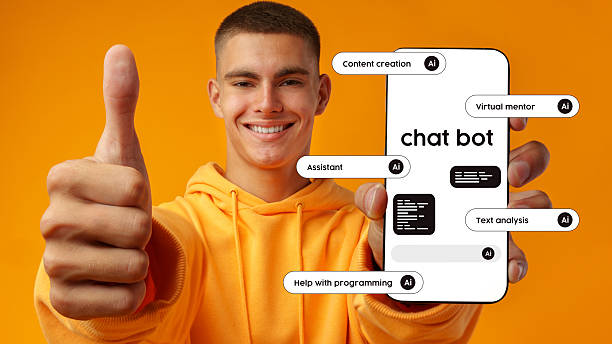 Content creation Ai
Virtual mentor Ai
chat bot
Assistant Ai
Text analysis Ai
Ai
Help with programming Ai